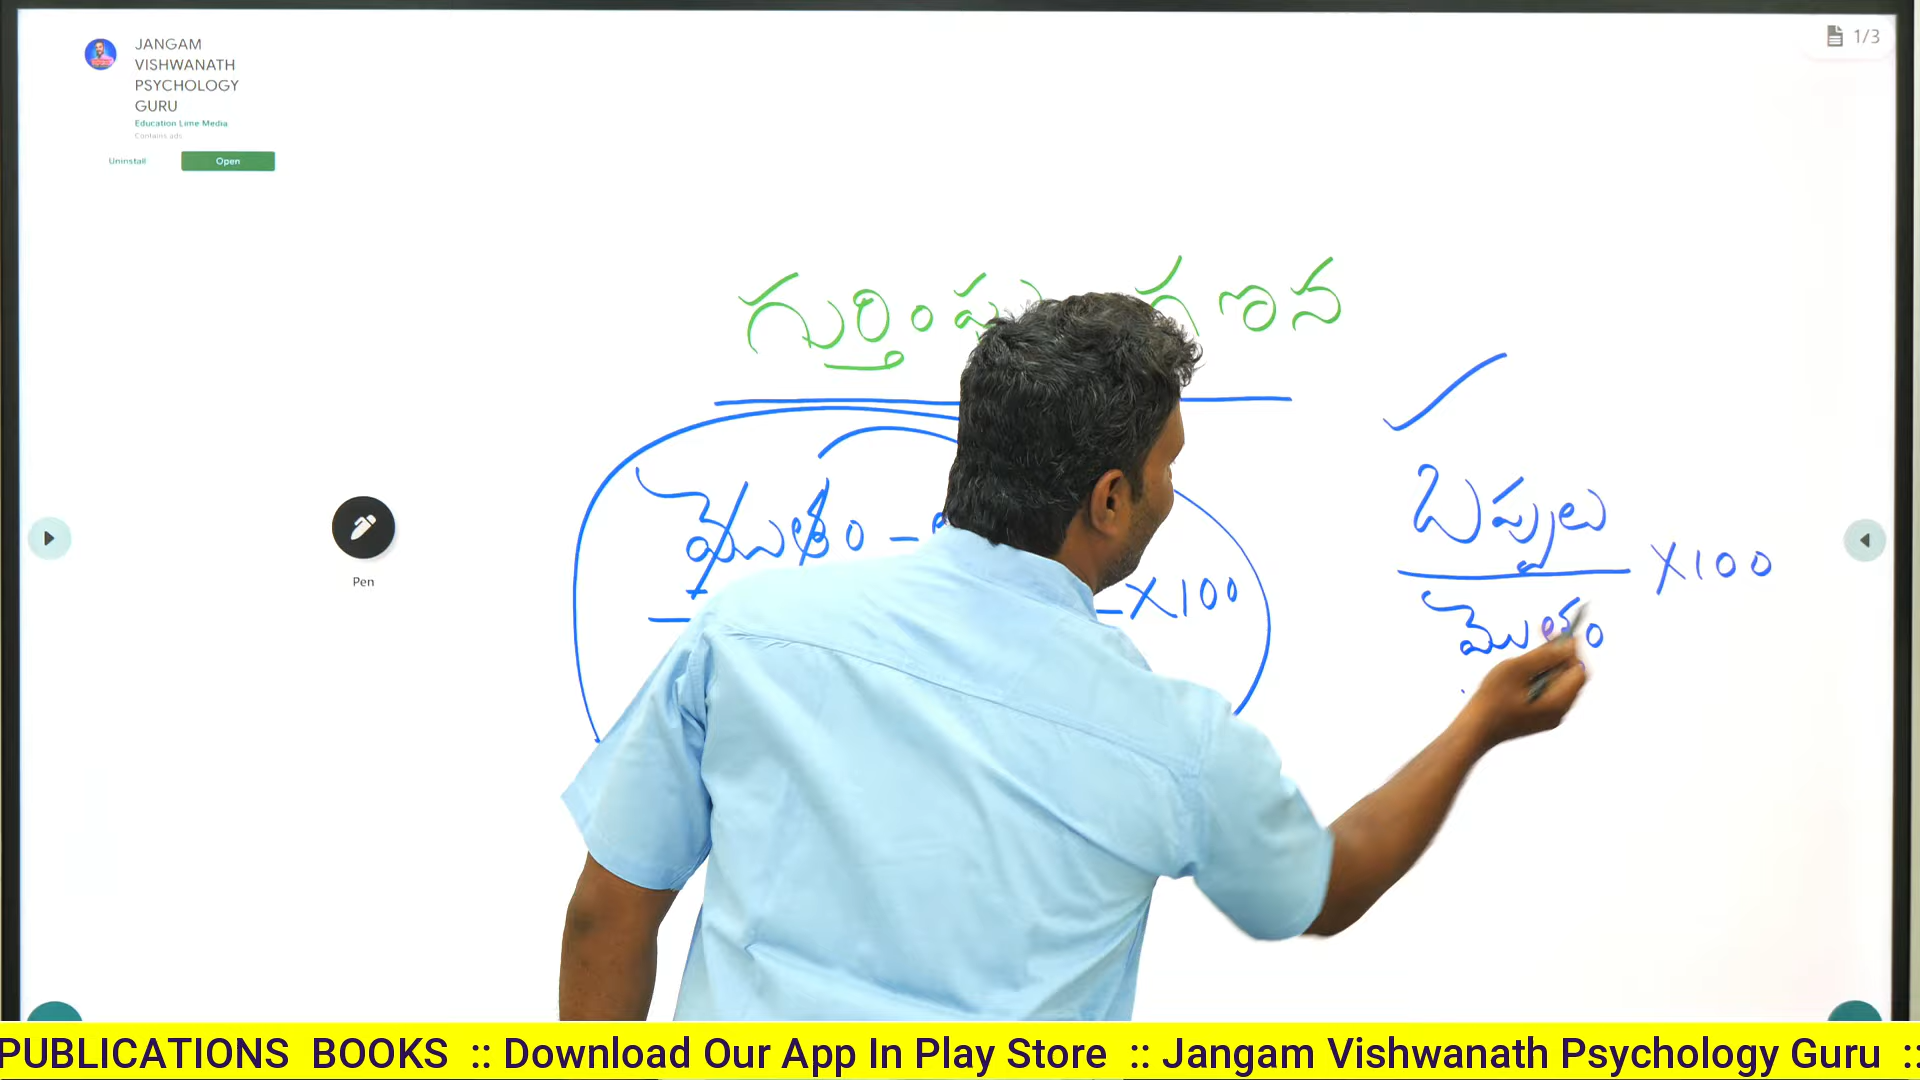 JANGAM
VISHWANATH
PSYCHOLOGY
GURU
Education Lime Media
Contains ads
Uninstall
Open
1/3
గుర్తింపు గణన
మొత్తం -
-X100
ఒప్పులు
X100
మొత్తం
Pen
PUBLICATIONS BOOKS :: Download Our App In Play Store :: Jangam Vishwanath Psychology Guru ::